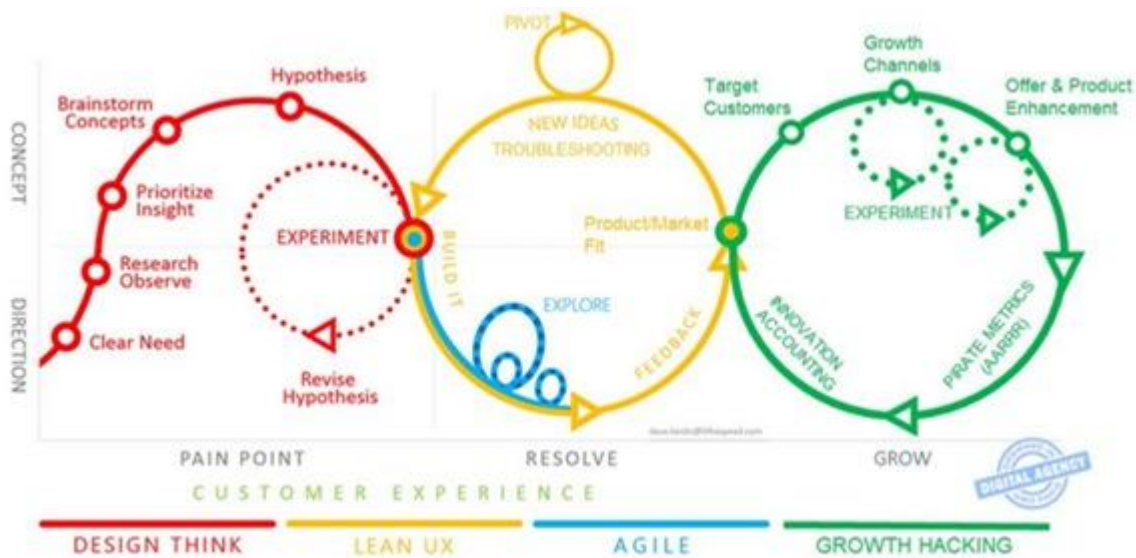 PIVOT
Growth
Channels
Hypothesis
Target
Customers
Offer & Product
Enhancement
Brainstorm
Concepts
NEW IDEAS
TROUBLESHOOTING
CONCEPT
Prioritize
Insight
EXPERIMENT
EXPERIMENT
Product/Market
Fit
BUILD IT
Research
Observe
EXPLORE
DIRECTION
Clear Need
FEEDBACK
INNOVATION
ACCOUNTING
PIRATE METRICS
(AARRR)
Revise
Hypothesis
PAIN POINT
RESOLVE
GROW
CUSTOMER EXPERIENCE
DIGITAL AGENCY
DESIGN THINK
LEAN UX
AGILE
GROWTH HACKING